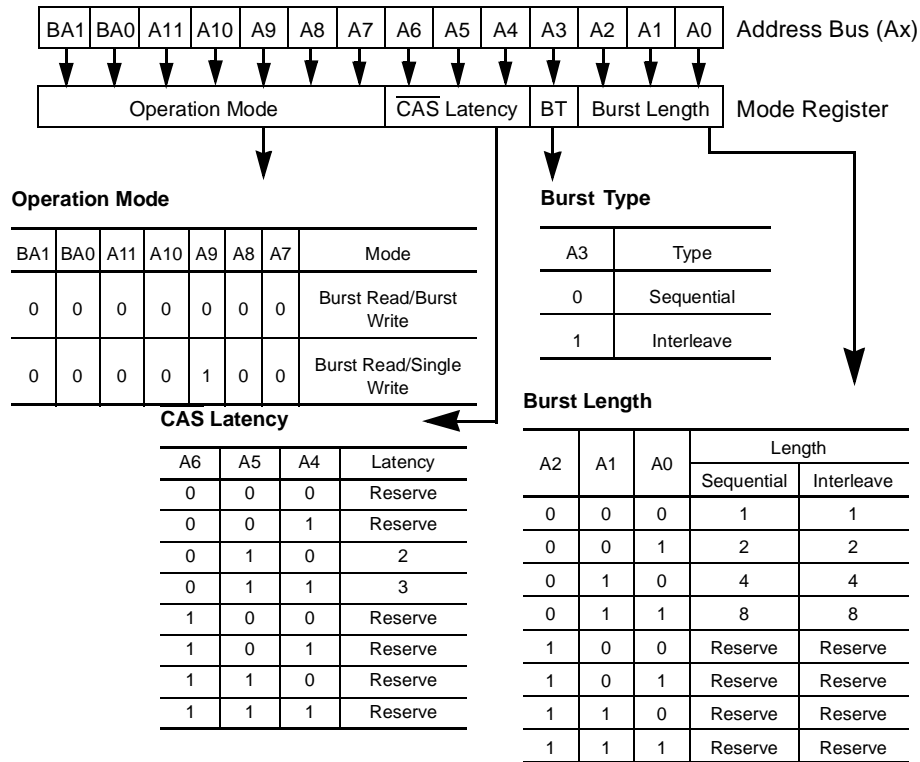 BA1 BA0 A11 A10 A9 A8 A7 A6 A5 A4 A3 A2 A1 A0 Address Bus (Ax)
Operation Mode CAS Latency BT Burst Length Mode Register
Operation Mode
BA1 BA0 A11 A10 A9 A8 A7 Mode
0 0 0 0 0 0 0 Burst Read/Burst
Write
0 0 0 0 1 0 0 Burst Read/Single
Write
Burst Type
A3 Type
0 Sequential
1 Interleave
CAS Latency
A6 A5 A4 Latency
0 0 0 Reserve
0 0 1 Reserve
0 1 0 2
0 1 1 3
1 0 0 Reserve
1 0 1 Reserve
1 1 0 Reserve
1 1 1 Reserve
Burst Length
A2 A1 A0 Length
Sequential Interleave
0 0 0 1 1
0 0 1 2 2
0 1 0 4 4
0 1 1 8 8
1 0 0 Reserve Reserve
1 0 1 Reserve Reserve
1 1 0 Reserve Reserve
1 1 1 Reserve Reserve